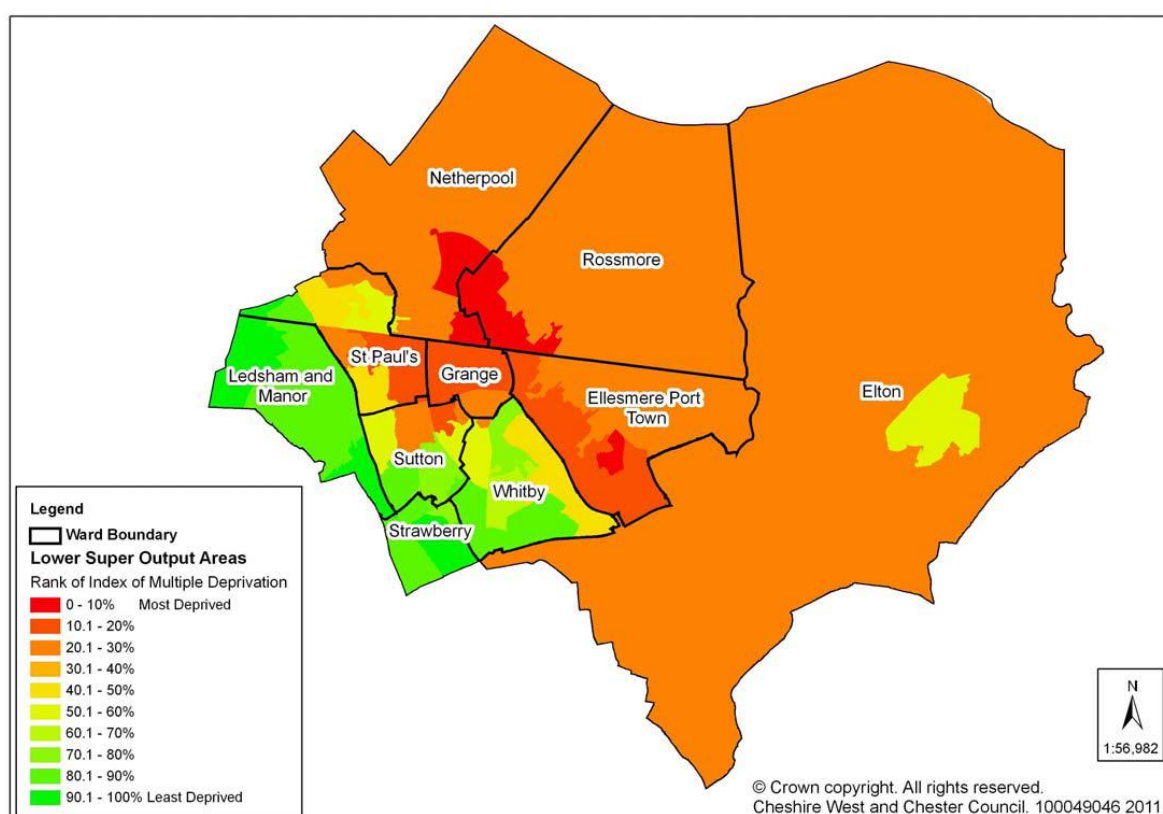 Netherpool
Rossmore
St Paul's
Grange
Ledsham and
Manor
Ellesmere Port
Town
Elton
Sutton
Whitby
Strawberry
Legend
Ward Boundary
Lower Super Output Areas
Rank of Index of Multiple Deprivation
0 - 10% Most Deprived
10.1 - 20%
20.1 - 30%
30.1 - 40%
40.1 - 50%
50.1 - 60%
60.1 - 70%
70.1 - 80%
80.1 - 90%
90.1 - 100% Least Deprived
N
1:56,982
© Crown copyright. All rights reserved.
Cheshire West and Chester Council. 100049046 2011